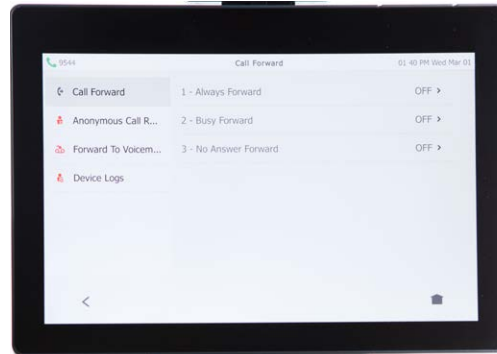 9544
Call Forward
01 40 PM Wed Mar 01
Call Forward
1 - Always Forward
OFF >
Anonymous Call R...
2 - Busy Forward
OFF >
Forward To Voicem...
3 - No Answer Forward
OFF >
Device Logs